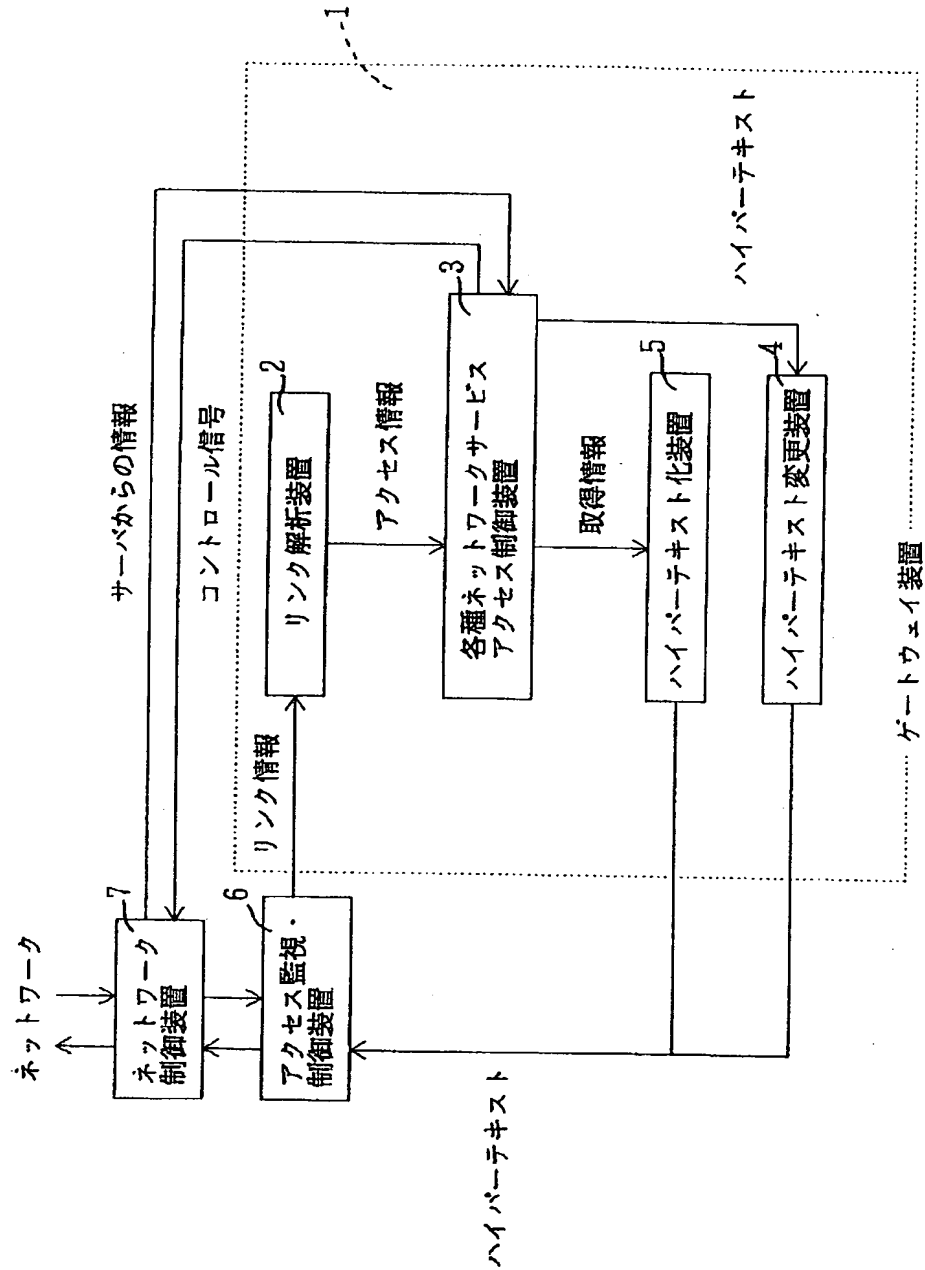 ネットワーク
7
ネットワーク
制御装置
サーバからの情報
コントロール信号
6
アクセス監視・
制御装置
リンク情報
2
リンク解析装置
アクセス情報
1
3
各種ネットワークサービス
アクセス制御装置
取得情報
ハイパーテキスト
5
ハイパーテキスト化装置
4
ハイパーテキスト変更装置
ゲートウェイ装置
ハイパーテキスト